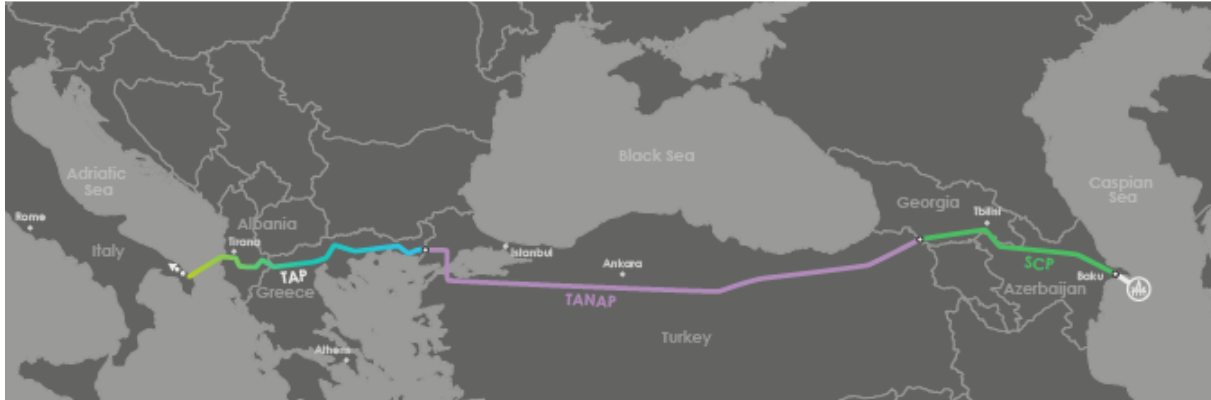 Black Sea
Adriatic
Sea
Caspian
Sea
Georgia
Tbilisi
Rome
Albania
Italy
Tirana
Istanbul
TAP
Ankara
SCP
Baku
Greece
TANAP
Azerbaijan
Turkey
Athens